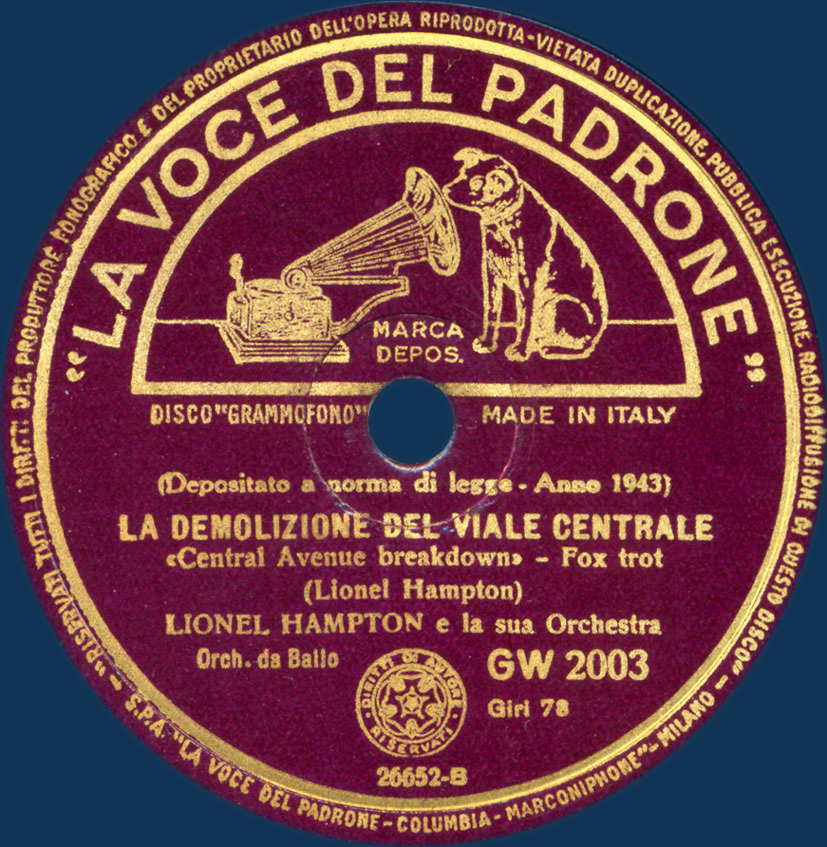 "RISERVATI TUTTI I DIRITTI DEL PRODUTTORE FONOGRAFICO E DEL PROPRIETARIO DELL'OPERA RIPRODOTTA-VIETATA DUPLICAZIONE, PUBBLICA ESECUZIONE, RADIODIFFUSIONE DI QUESTO DISCO" –
"LA VOCE DEL PADRONE"
MARCA
DEPOS.
DISCO "GRAMMOFONO" MADE IN ITALY
(Depositato a norma di legge - Anno 1943)
LA DEMOLIZIONE DEL VIALE CENTRALE
«Central Avenue breakdown» – Fox trot
(Lionel Hampton)
LIONEL HAMPTON e la sua Orchestra
Orch. da Ballo GW 2003
Giri 78
DIRITTI DI AUTORE
RISERVATI
26652-B
S.P.A. "LA VOCE DEL PADRONE – COLUMBIA – MARCONIPHONE" – MILANO –